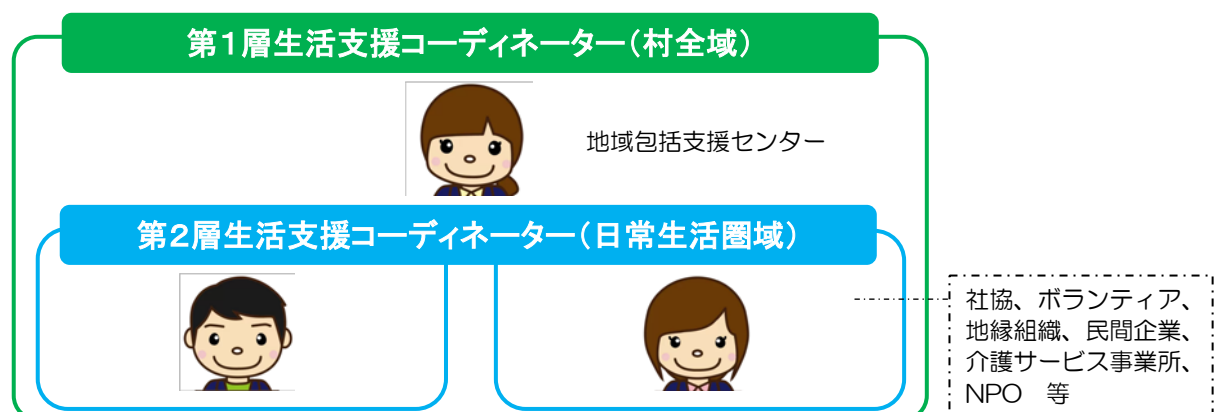 第１層生活支援コーディネーター（村全域）
地域包括支援センター
第２層生活支援コーディネーター（日常生活圏域）
社協、ボランティア、
地縁組織、民間企業、
介護サービス事業所、
NPO　等